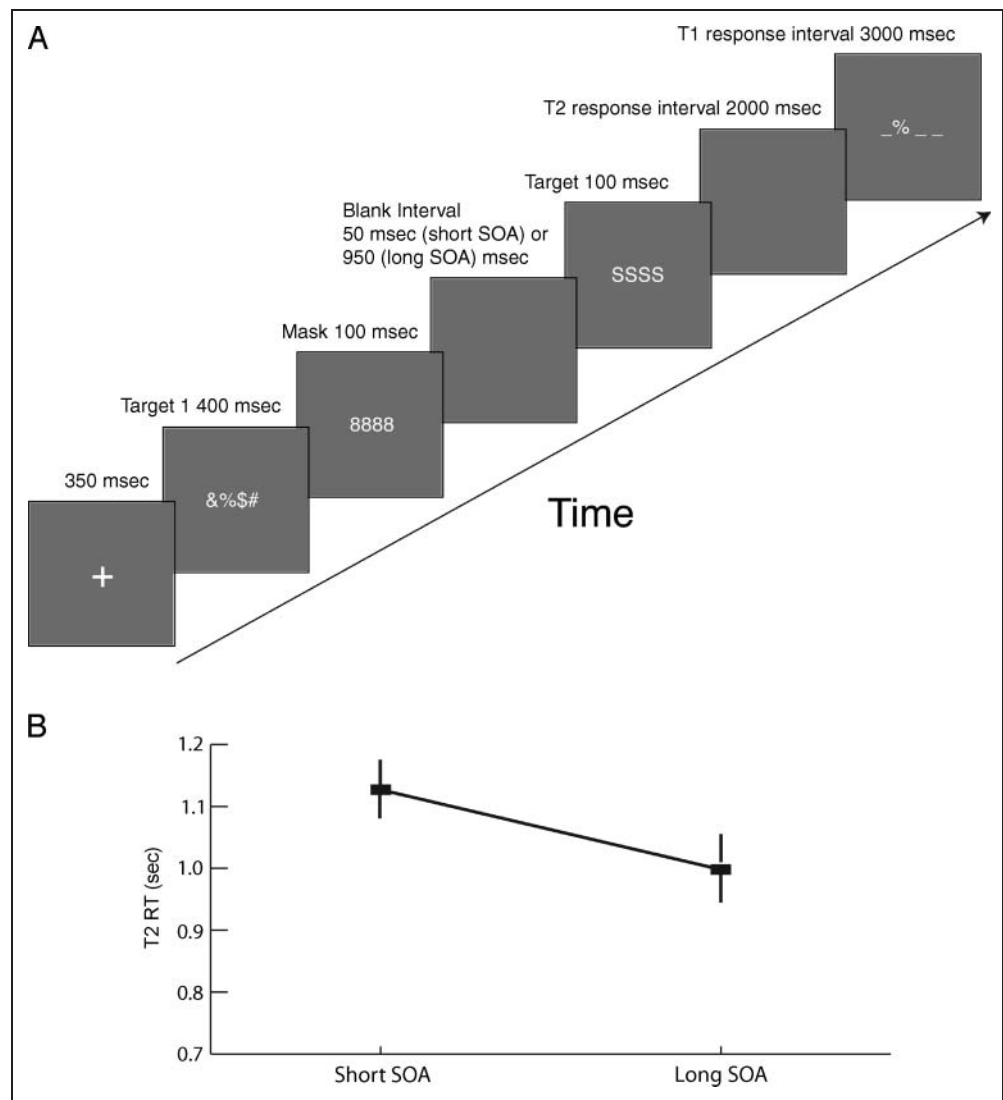 A
T1 response interval 3000 msec
_% _ _
T2 response interval 2000 msec
Target 100 msec
SSSS
Blank Interval
50 msec (short SOA) or
950 (long SOA) msec
Mask 100 msec
8888
Target 1 400 msec
&%$#
350 msec
+
Time
B
1.2
1.1
1.0
0.9
0.8
0.7
T2 RT (sec)
Short SOA
Long SOA